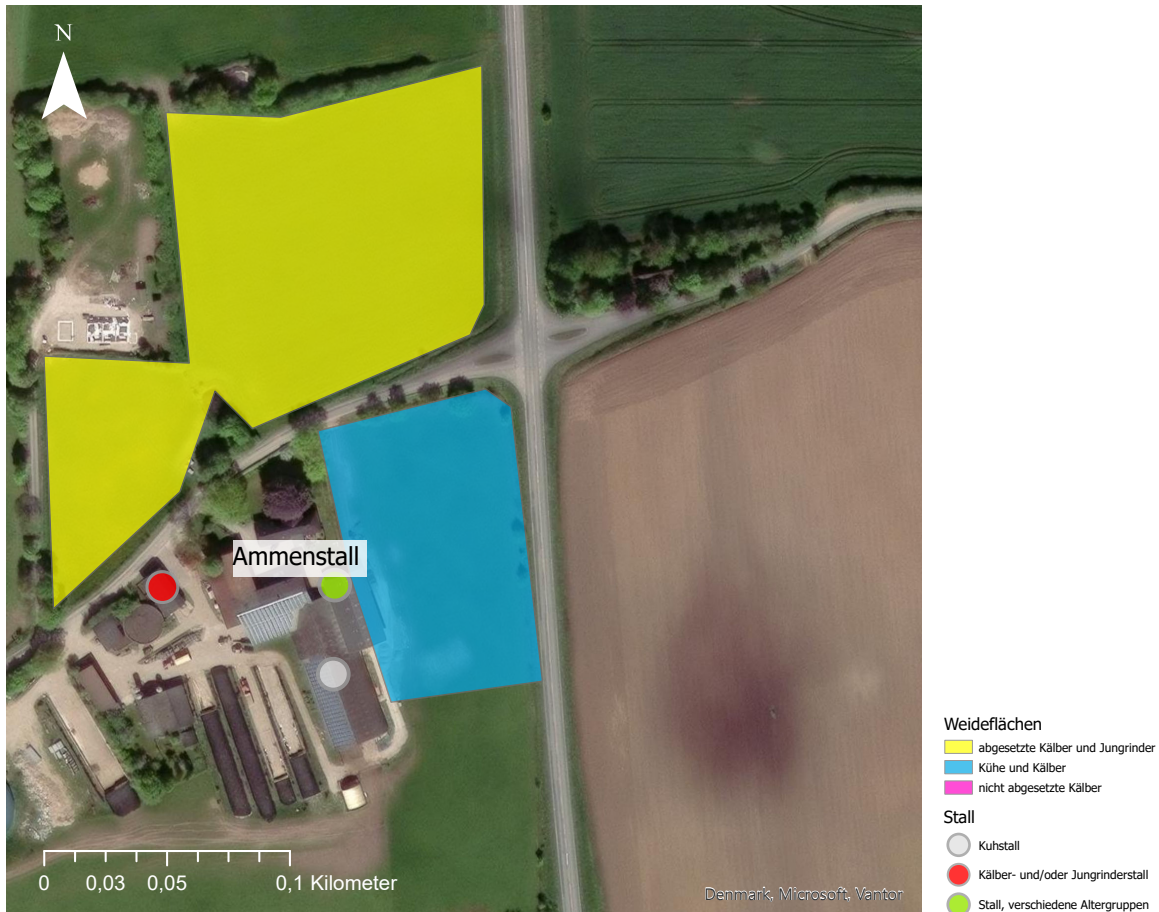 N
Ammenstall
0 0,03 0,05 0,1 Kilometer
Denmark, Microsoft, Vantor
Weideflächen
abgesetzte Kälber und Jungrinder
Kühe und Kälber
nicht abgesetzte Kälber
Stall
Kuhstall
Kälber- und/oder Jungrinderstall
Stall, verschiedene Altergruppen